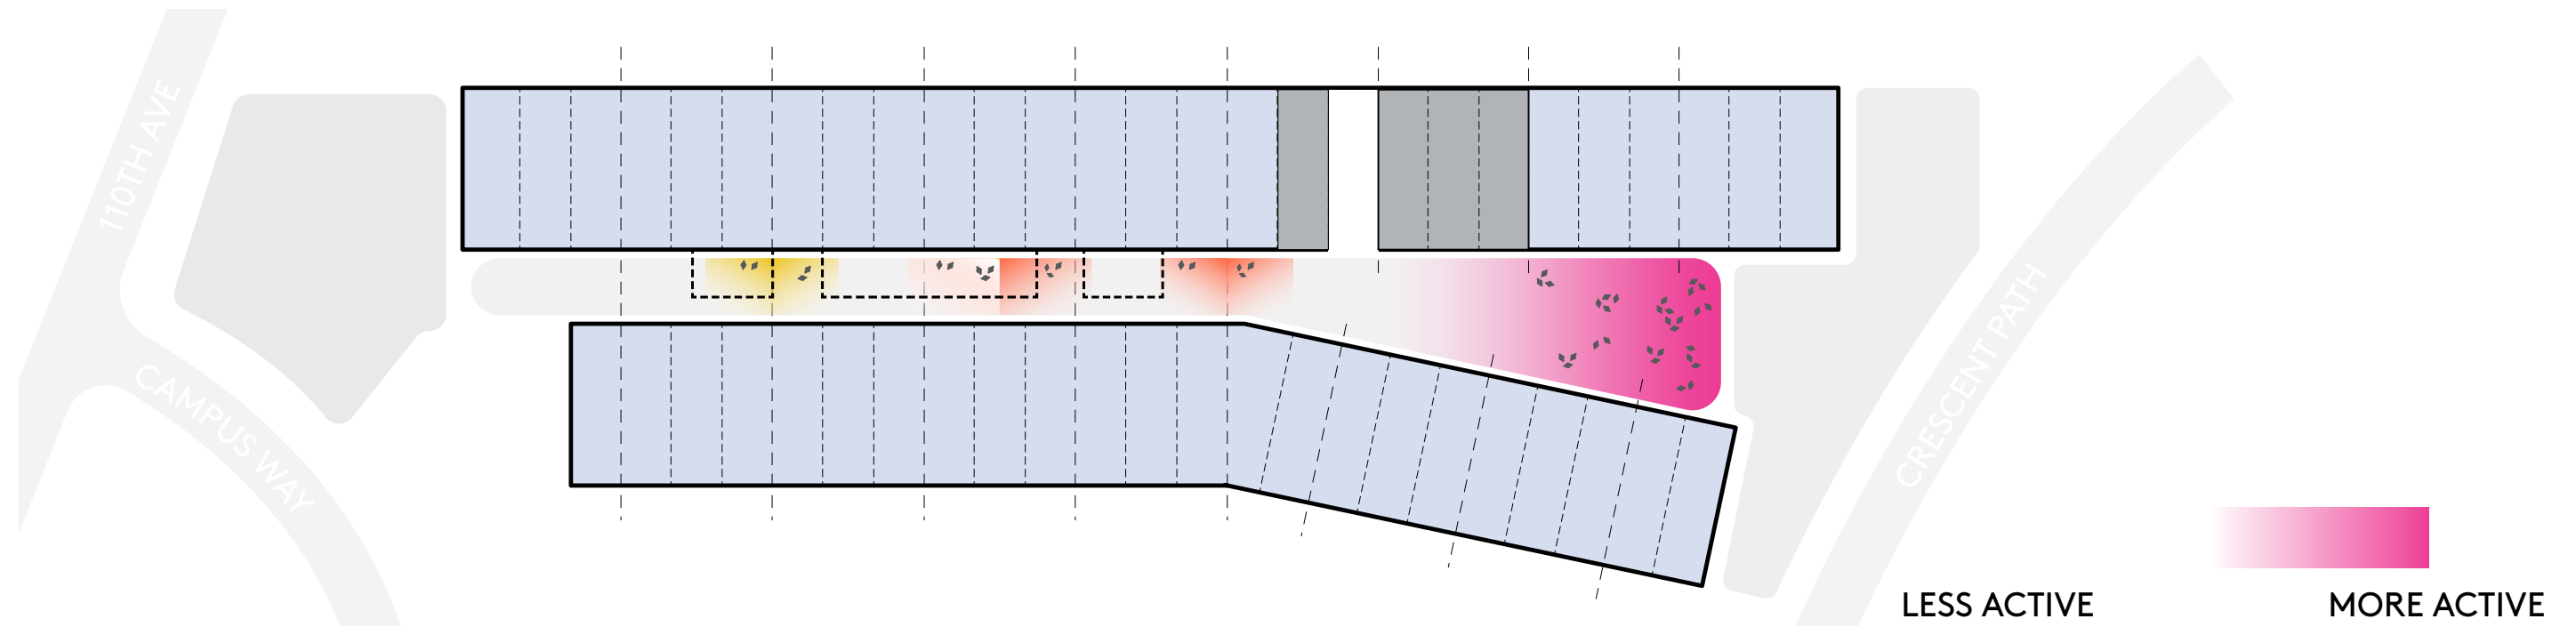 110TH AVE
CAMPUS WAY
CRESCENT PATH
LESS ACTIVE
MORE ACTIVE